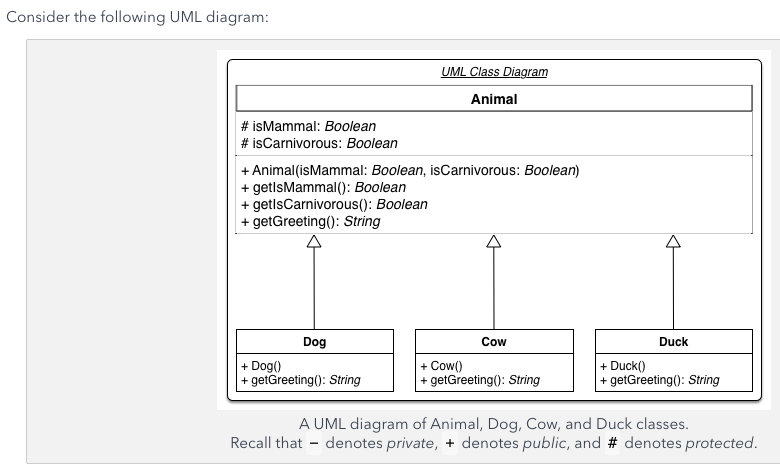 Consider the following UML diagram:
UML Class Diagram
Animal
# isMammal: Boolean
# isCarnivorous: Boolean
+ Animal(isMammal: Boolean, isCarnivorous: Boolean)
+ getIsMammal(): Boolean
+ getIsCarnivorous(): Boolean
+ getGreeting(): String
Dog
+ Dog()
+ getGreeting(): String
Cow
+ Cow()
+ getGreeting(): String
Duck
+ Duck()
+ getGreeting(): String
A UML diagram of Animal, Dog, Cow, and Duck classes.
Recall that − denotes private, + denotes public, and # denotes protected.